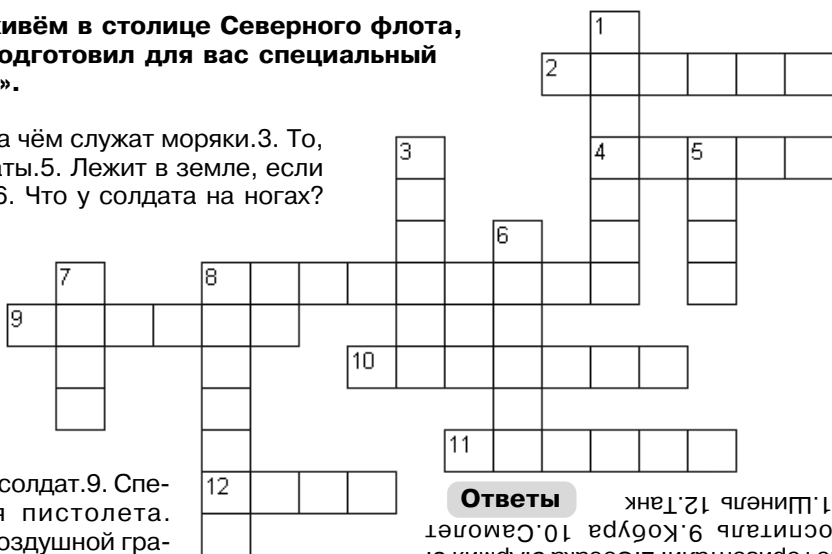 живём в столице Северного флота,
одготовил для вас специальный
».
а чём служат моряки.3. То,
аты.5. Лежит в земле, если
6. Что у солдата на ногах?
1
2
3
4
5
6
7
8
9
10
11
12
солдат.9. Спе-
я пистолета.
оздушной гра-
Ответы
1.Шинель 12.Танк
оспиталь 9.Кобура 10.Самолет